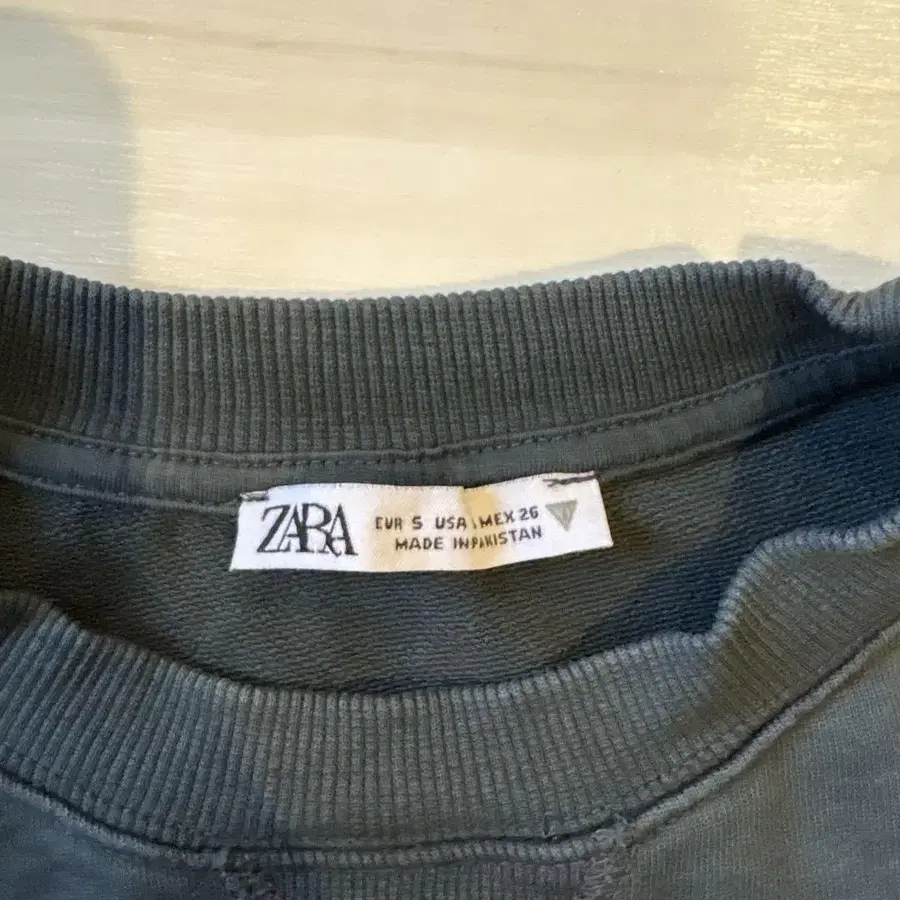 ZARA
EUR S USA MEX 26
MADE IN PAKISTAN